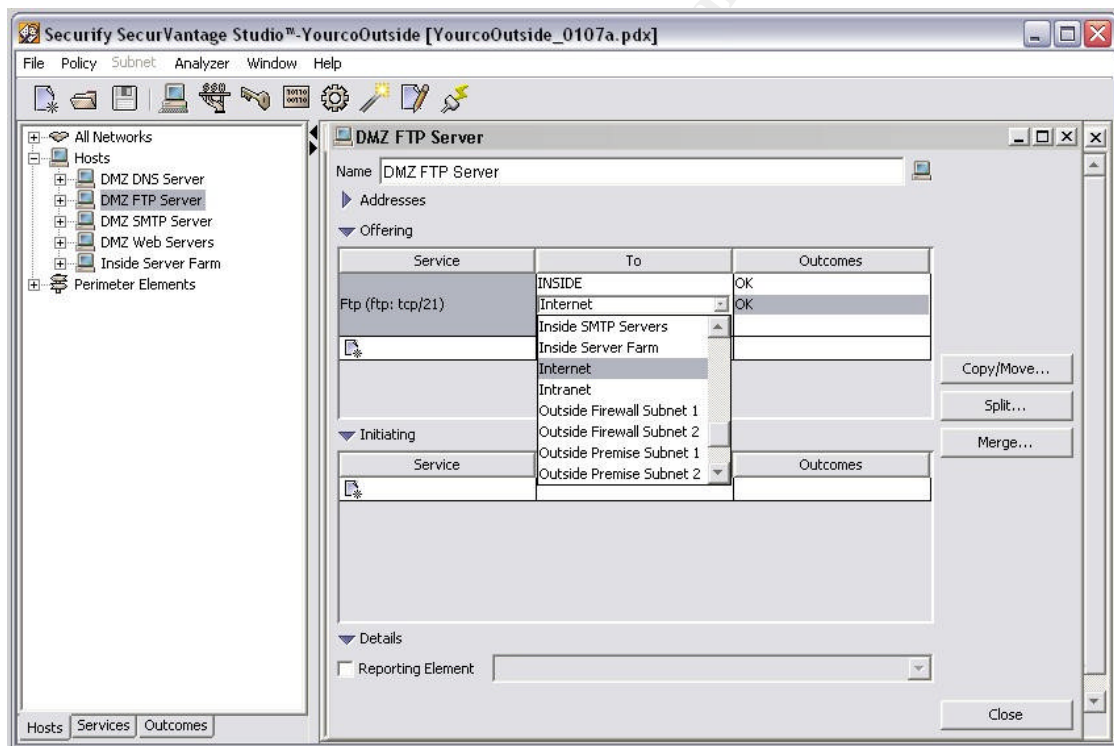 Securify SecurVantage Studio™-YourcoOutside [YourcoOutside_0107a.pdx]
File Policy Subnet Analyzer Window Help
All Networks
Hosts
DMZ DNS Server
DMZ FTP Server
DMZ SMTP Server
DMZ Web Servers
Inside Server Farm
Perimeter Elements
Hosts Services Outcomes
DMZ FTP Server
Name DMZ FTP Server
Addresses
Offering
Service To Outcomes
Ftp (ftp: tcp/21)
INSIDE OK
Internet OK
Inside SMTP Servers
Inside Server Farm
Internet
Intranet
Outside Firewall Subnet 1
Outside Firewall Subnet 2
Outside Premise Subnet 1
Outside Premise Subnet 2
Initiating
Service Outcomes
Details
Reporting Element
Copy/Move...
Split...
Merge...
Close